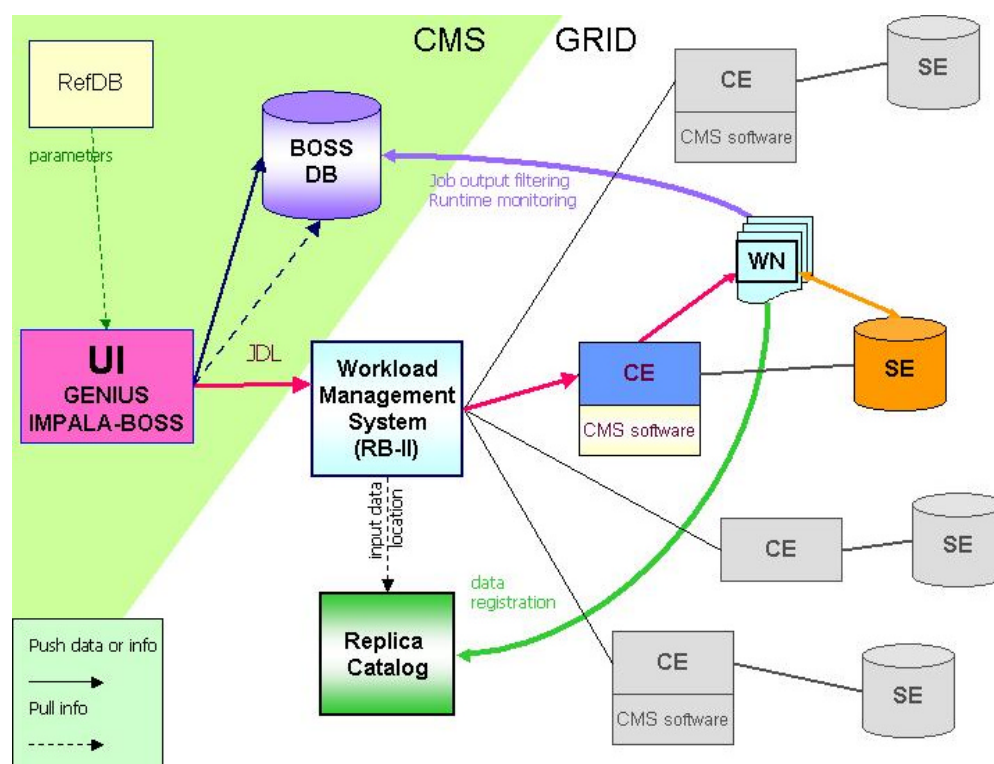 CMS
GRID
RefDB
parameters
BOSS
DB
Job output filtering
Runtime monitoring
CE
CMS software
SE
WN
UI
GENIUS
IMPALA-BOSS
JDL
Workload
Management
System
(RB-II)
CE
CMS software
SE
input data
location
CE
SE
data
registration
Replica
Catalog
CE
CMS software
SE
Push data or info
Pull info